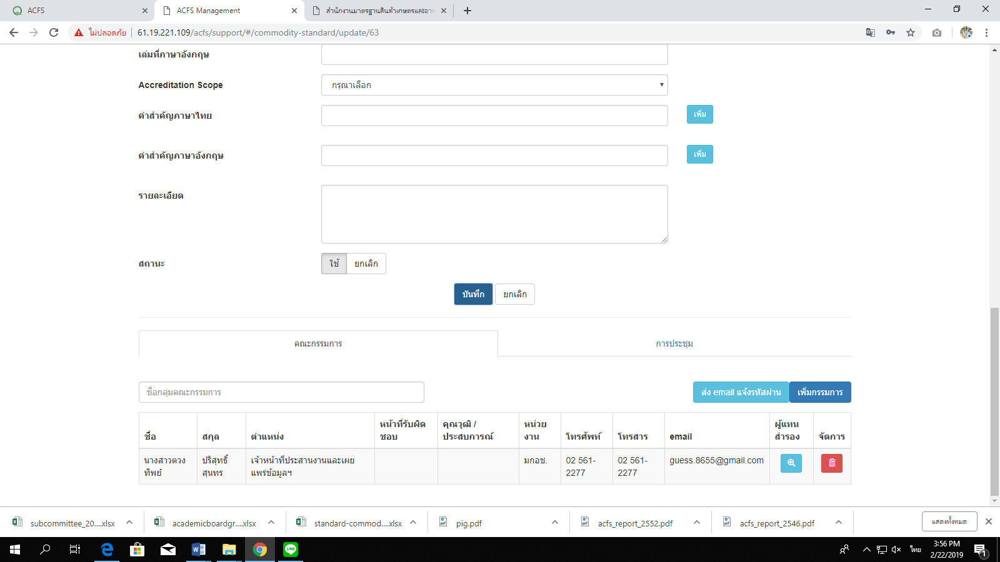 ACFS
ACFS Management
สำนักงานมาตรฐานสินค้าเกษตรและอาห
ไม่ปลอดภัย
61.19.221.109/acfs/support/#/commodity-standard/update/63
เล่มที่ภาษาอังกฤษ
Accreditation Scope
กรุณาเลือก
คำสำคัญภาษาไทย
เพิ่ม
คำสำคัญภาษาอังกฤษ
เพิ่ม
รายละเอียด
สถานะ
ใช้ ยกเลิก
บันทึก ยกเลิก
คณะกรรมการ
การประชุม
ชื่อกลุ่มคณะกรรมการ
ส่ง email แจ้งรหัสผ่าน
เพิ่มกรรมการ
ชื่อ
สกุล
ตำแหน่ง
หน้าที่รับผิด
ชอบ
คุณวุฒิ /
ประสบการณ์
หน่วย
งาน
โทรศัพท์
โทรสาร
email
ผู้แทน
สำรอง
จัดการ
นางสาวดวง
ทิพย์
ปริสุทธิ์
สุนทร
เจ้าหน้าที่ประสานงานและเผย
แพร่ข้อมูลฯ
มกอช.
02 561-
2277
02 561-
2277
guess.8655@gmail.com
subcommittee_20....xlsx
academicboardgr....xlsx
standard-commod....xlsx
pig.pdf
acfs_report_2552.pdf
acfs_report_2546.pdf
แสดงทั้งหมด
LINE
ไทย
3:56 PM
2/22/2019
1